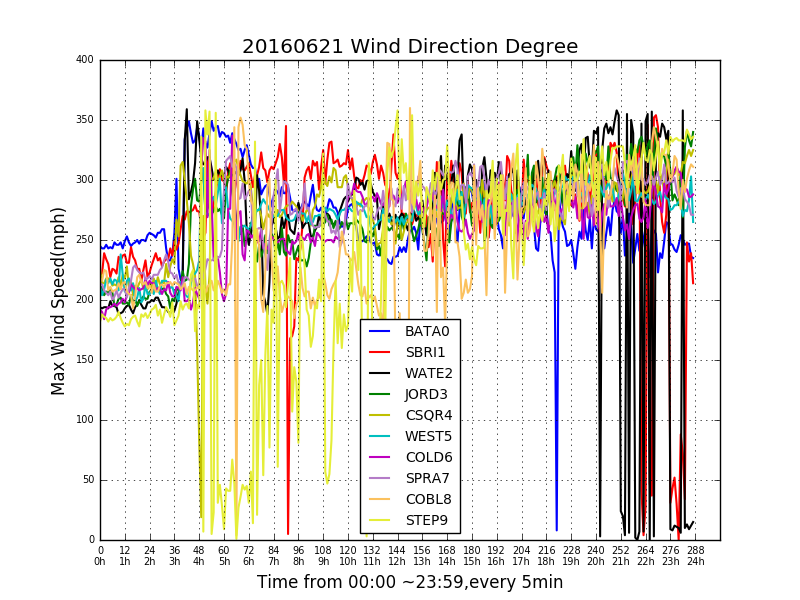 20160621 Wind Direction Degree
400
350
300
250
200
150
100
50
0
Max Wind Speed(mph)
BATA0
SBRI1
WATE2
JORD3
CSQR4
WEST5
COLD6
SPRA7
COBL8
STEP9
0 12 24 36 48 60 72 84 96 108 120 132 144 156 168 180 192 204 216 228 240 252 264 276 288
0h 1h 2h 3h 4h 5h 6h 7h 8h 9h 10h 11h 12h 13h 14h 15h 16h 17h 18h 19h 20h 21h 22h 23h 24h
Time from 00:00 ~23:59,every 5min